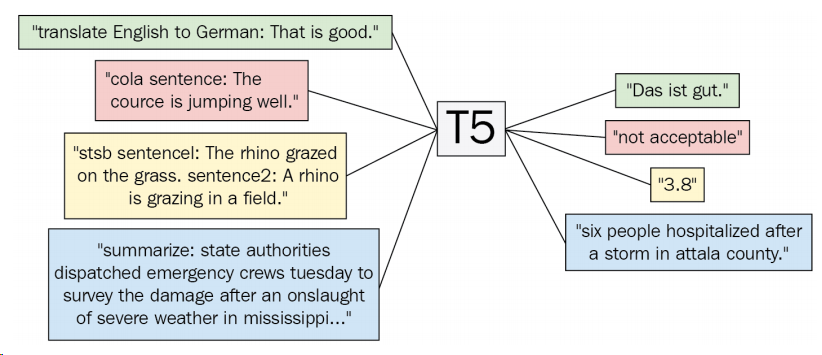 "translate English to German: That is good."
"cola sentence: The
cource is jumping well."
"stsb sentencel: The rhino grazed
on the grass. sentence2: A rhino
is grazing in a field."
"summarize: state authorities
dispatched emergency crews tuesday to
survey the damage after an onslaught
of severe weather in mississippi..."
T5
"Das ist gut."
"not acceptable"
"3.8"
"six people hospitalized after
a storm in attala county."